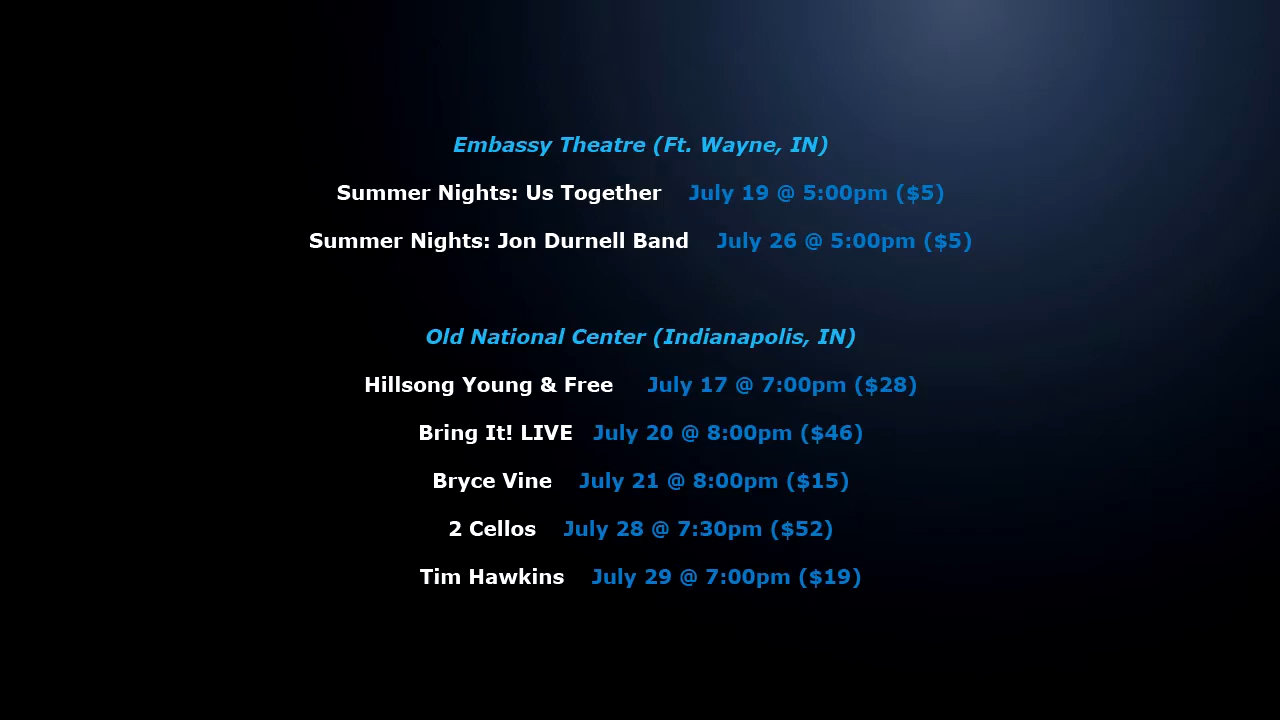 Embassy Theatre (Ft. Wayne, IN)
Summer Nights: Us Together July 19 @ 5:00pm ($5)
Summer Nights: Jon Durnell Band July 26 @ 5:00pm ($5)
Old National Center (Indianapolis, IN)
Hillsong Young & Free July 17 @ 7:00pm ($28)
Bring It! LIVE July 20 @ 8:00pm ($46)
Bryce Vine July 21 @ 8:00pm ($15)
2 Cellos July 28 @ 7:30pm ($52)
Tim Hawkins July 29 @ 7:00pm ($19)